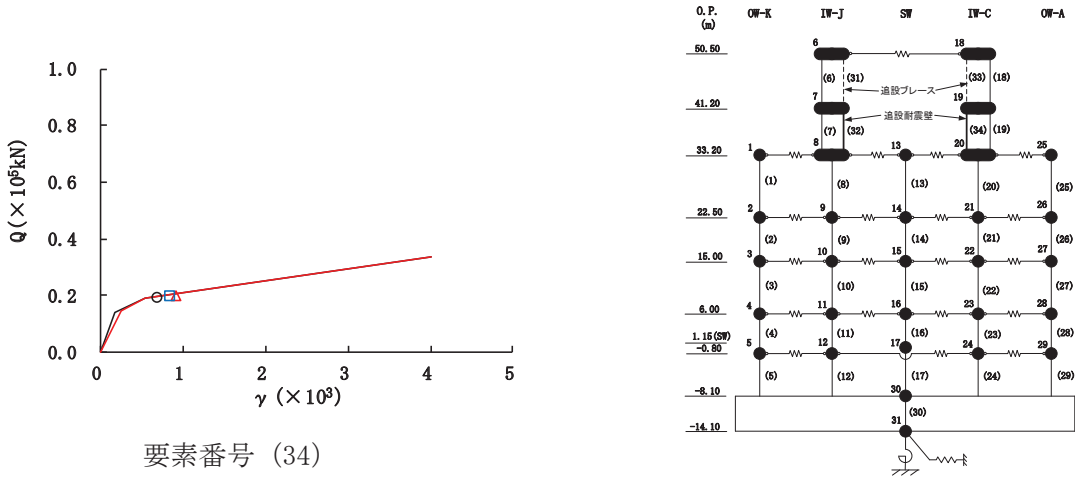 1.0
0.8
0.6
0.4
0.2
0.0
Q(×10⁵kN)
0 1 2 3 4 5
γ (×10³)
要素番号 (34)
O.P. (m)
OW-K IW-J SW IW-C OW-A
50.50
6 18
(6) (31) (33) (18)
追設ブレース
41.20
7 19
追設耐震壁
(7) (32) (34) (19)
33.20
1 8 13 20 25
(1) (8) (13) (20) (25)
22.50
2 9 14 21 26
(2) (9) (14) (21) (26)
15.00
3 10 15 22 27
(3) (10) (15) (22) (27)
6.00
4 11 16 23 28
(4) (11) (16) (23) (28)
1.15(SW)
-0.80
5 12 17 24 29
(5) (12) (17) (24) (29)
-8.10
30
(30)
-14.10
31